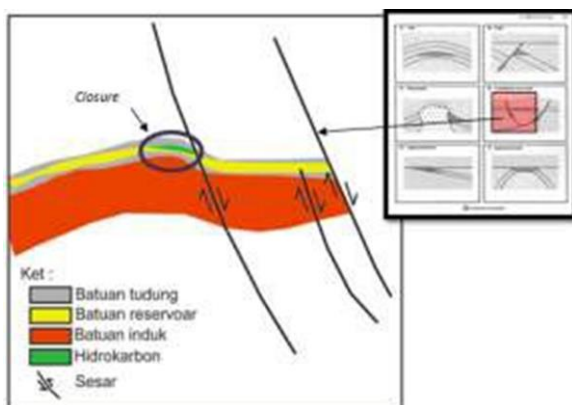 Closure
Ket :
Batuan tudung
Batuan reservoar
Batuan induk
Hidrokarbon
Sesar